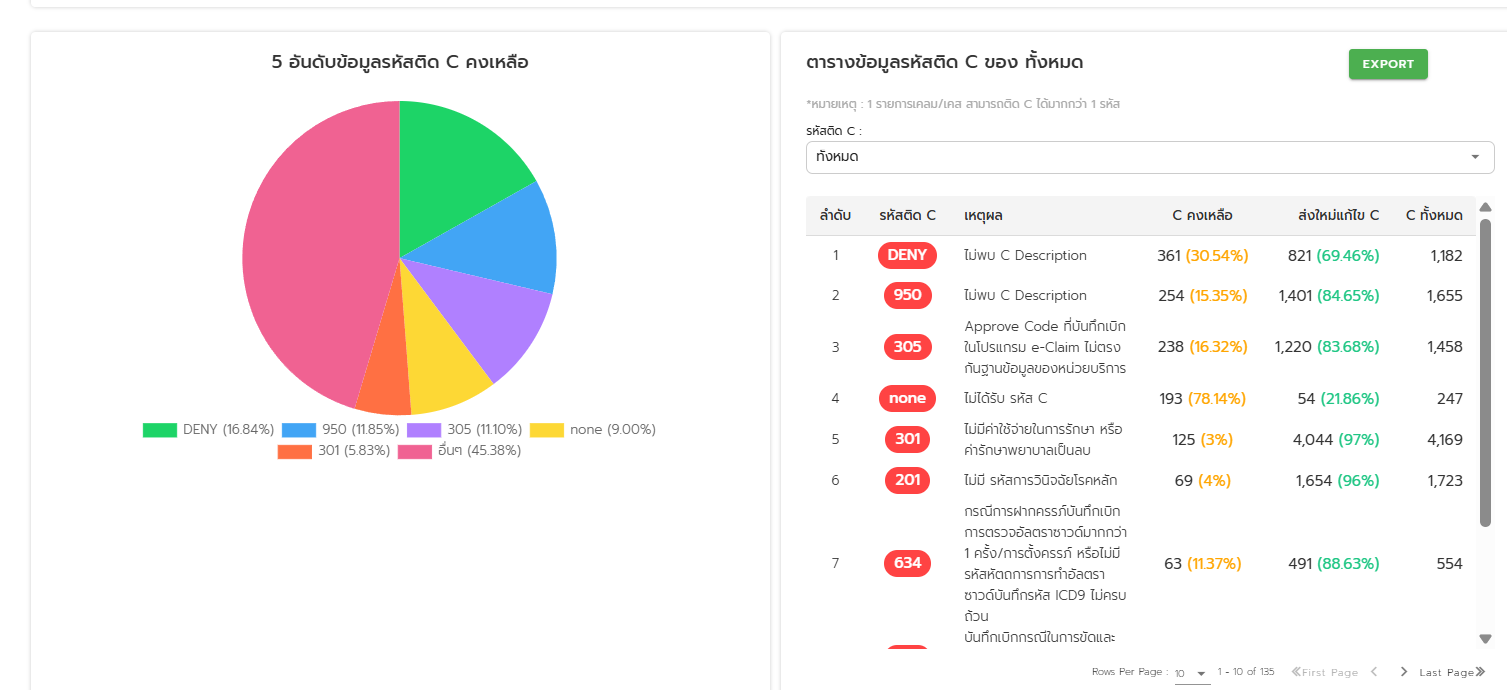 5 อันดับข้อมูลรหัสติด C คงเหลือ
DENY (16.84%) 950 (11.85%) 305 (11.10%) none (9.00%)
301 (5.83%) อื่นๆ (45.38%)
ตารางข้อมูลรหัสติด C ของ ทั้งหมด
EXPORT
*หมายเหตุ : 1 รายการเคลม/เคส สามารถติด C ได้มากกว่า 1 รหัส
รหัสติด C :
ทั้งหมด
ลำดับ รหัสติด C เหตุผล C คงเหลือ ส่งใหม่แก้ไข C C ทั้งหมด
1 DENY ไม่พบ C Description 361 (30.54%) 821 (69.46%) 1,182
2 950 ไม่พบ C Description 254 (15.35%) 1,401 (84.65%) 1,655
Approve Code ที่บันทึกเบิก
3 305 ในโปรแกรม e-Claim ไม่ตรง 238 (16.32%) 1,220 (83.68%) 1,458
กันฐานข้อมูลของหน่วยบริการ
4 none ไม่ได้รับ รหัส C 193 (78.14%) 54 (21.86%) 247
ไม่มีค่าใช้จ่ายในการรักษา หรือ
5 301 125 (3%) 4,044 (97%) 4,169
ค่ารักษาพยาบาลเป็นลบ
6 201 ไม่มี รหัสการวินิจฉัยโรคหลัก 69 (4%) 1,654 (96%) 1,723
กรณีการฝากครรภ์บันทึกเบิก
การตรวจอัลตราซาวด์มากกว่า
1 ครั้ง/การตั้งครรภ์ หรือไม่มี
7 634 รหัสหัตถการการทำอัลตรา 63 (11.37%) 491 (88.63%) 554
ซาวด์บันทึกรหัส ICD9 ไม่ครบ
ถ้วน
บันทึกเบิกกรณีในการขัดและ
Rows Per Page : 10 1 - 10 of 135 First Page Last Page